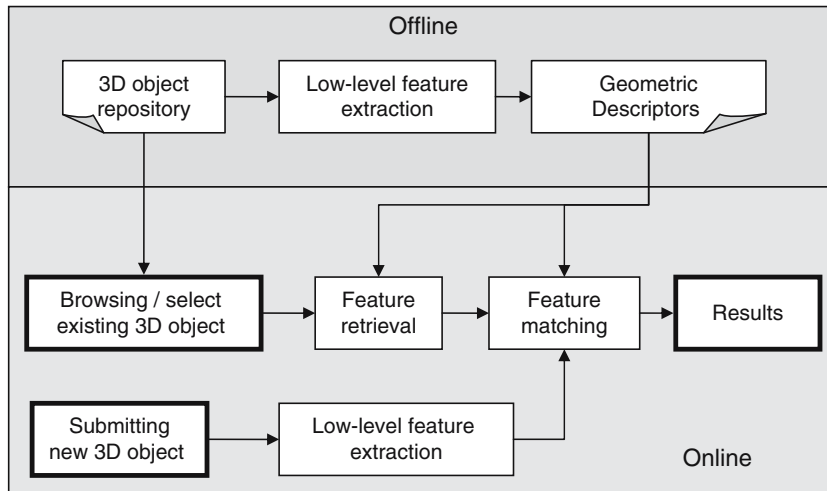 Offline
3D object
repository
Low-level feature
extraction
Geometric
Descriptors
Browsing / select
existing 3D object
Feature
retrieval
Feature
matching
Results
Submitting
new 3D object
Low-level feature
extraction
Online